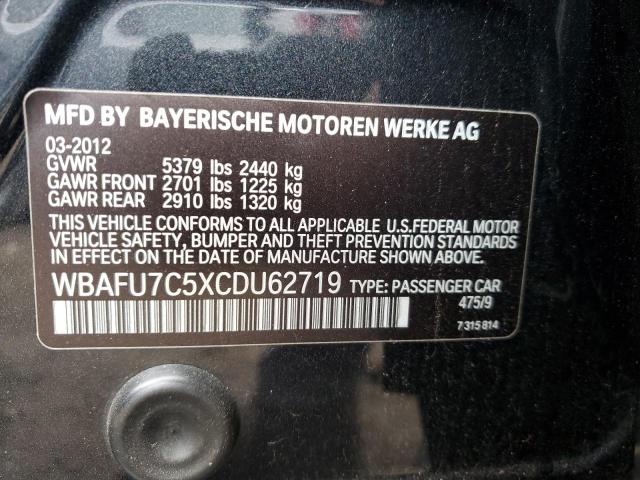 MFD BY BAYERISCHE MOTOREN WERKE AG
03-2012
GVWR 5379 lbs 2440 kg
GAWR FRONT 2701 lbs 1225 kg
GAWR REAR 2910 lbs 1320 kg
THIS VEHICLE CONFORMS TO ALL APPLICABLE U.S.FEDERAL MOTOR
VEHICLE SAFETY, BUMPER AND THEFT PREVENTION STANDARDS
IN EFFECT ON THE DATE OF MANUFACTURE SHOWN ABOVE.
WBAFU7C5XCDU62719 TYPE: PASSENGER CAR
475/9
7315814